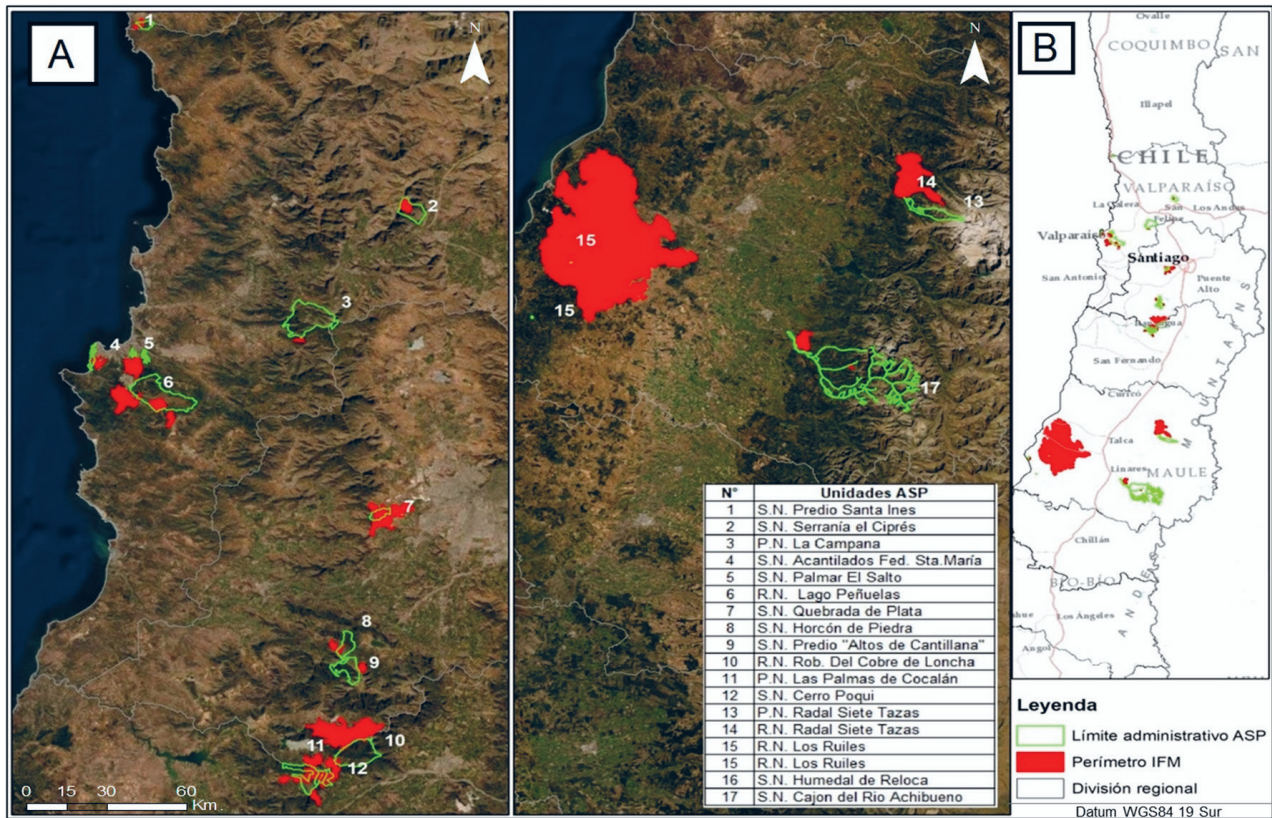 A
N
1
2
3
4
5
6
7
8
9
10
11
12
0 15 30 60
Km
N
14
13
15
15
17
N° Unidades ASP
1 S.N. Predio Santa Ines
2 S.N. Serranía el Ciprés
3 P.N. La Campana
4 S.N. Acantilados Fed. Sta.María
5 S.N. Palmar El Salto
6 R.N. Lago Peñuelas
7 S.N. Quebrada de Plata
8 S.N. Horcón de Piedra
9 S.N. Predio "Altos de Cantillana"
10 R.N. Rob. Del Cobre de Loncha
11 P.N. Las Palmas de Cocalán
12 S.N. Cerro Poqui
13 P.N. Radal Siete Tazas
14 R.N. Radal Siete Tazas
15 R.N. Los Ruiles
15 R.N. Los Ruiles
16 S.N. Humedal de Reloca
17 S.N. Cajon del Rio Achibueno
B
Ovalle
COQUIMBO SAN
Illapel
CHILE
VALPARAÍSO
La Calera San Los Andes
Felipe
Valparaíso
Santiago
San Antonio Puente
Alto
San Fernando
Curicó
Talca
Linares MAULE
MOUNTAINS
Chillán
BÍO-BÍO
Los Ángeles
Angol
ANDES
Leyenda
Límite administrativo ASP
Perímetro IFM
División regional
Datum WGS84 19 Sur